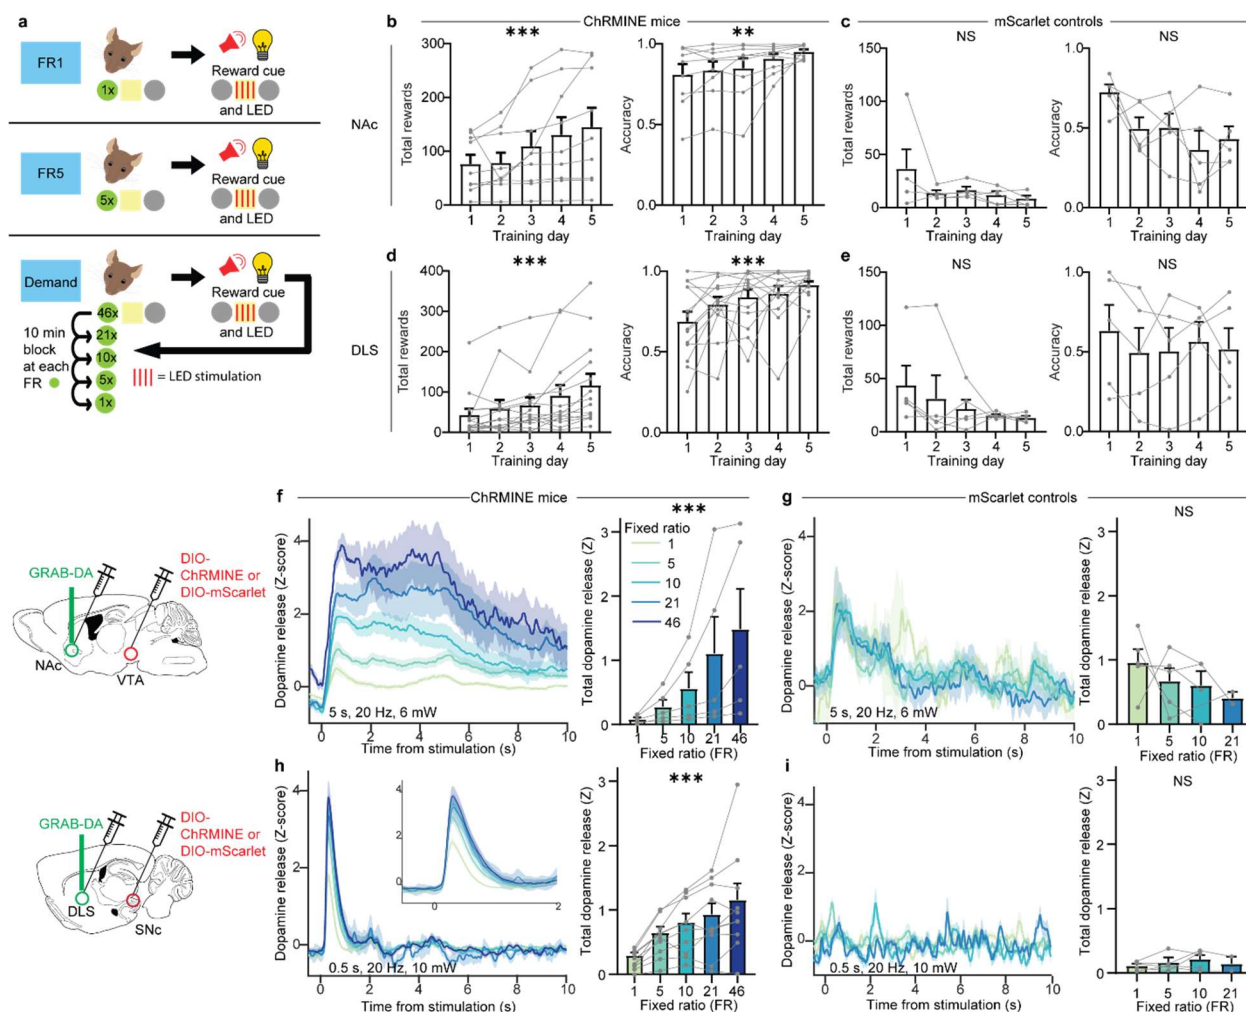 a
FR1
1x
Reward cue
and LED
FR5
5x
Reward cue
and LED
Demand
46x
21x
10x
5x
1x
10 min
block
at each
FR
Reward cue
and LED
= LED stimulation
ChRMINE mice
mScarlet controls
NAc
b
***
Total rewards
300
200
100
0
1 2 3 4 5
Training day
**
Accuracy
1.0
0.5
0.0
1 2 3 4 5
Training day
c
NS
Total rewards
150
100
50
0
1 2 3 4 5
Training day
NS
Accuracy
1.0
0.5
0.0
1 2 3 4 5
Training day
DLS
d
***
Total rewards
400
300
200
100
0
1 2 3 4 5
Training day
***
Accuracy
1.0
0.5
0.0
1 2 3 4 5
Training day
e
NS
Total rewards
150
100
50
0
1 2 3 4 5
Training day
NS
Accuracy
1.0
0.5
0.0
1 2 3 4 5
Training day
GRAB-DA
DIO-
ChRMINE or
DIO-mScarlet
NAc
VTA
f
ChRMINE mice
Dopamine release (Z-score)
4
2
0
5 s, 20 Hz, 6 mW
0 2 4 6 8 10
Time from stimulation (s)
***
Total dopamine release (Z)
3
2
1
0
Fixed ratio
1
5
10
21
46
1 5 10 21 46
Fixed ratio (FR)
g
mScarlet controls
Dopamine release (Z-score)
4
2
0
5 s, 20 Hz, 6 mW
0 2 4 6 8 10
Time from stimulation (s)
NS
Total dopamine release (Z)
3
2
1
0
1 5 10 21
Fixed ratio (FR)
GRAB-DA
DIO-
ChRMINE or
DIO-mScarlet
DLS
SNc
h
Dopamine release (Z-score)
4
2
0
4
2
0
0 2
0.5 s, 20 Hz, 10 mW
0 2 4 6 8 10
Time from stimulation (s)
***
Total dopamine release (Z)
3
2
1
0
1 5 10 21 46
Fixed ratio (FR)
i
Dopamine release (Z-score)
4
2
0
0.5 s, 20 Hz, 10 mW
0 2 4 6 8 10
Time from stimulation (s)
NS
Total dopamine release (Z)
3
2
1
0
1 5 10 21
Fixed ratio (FR)